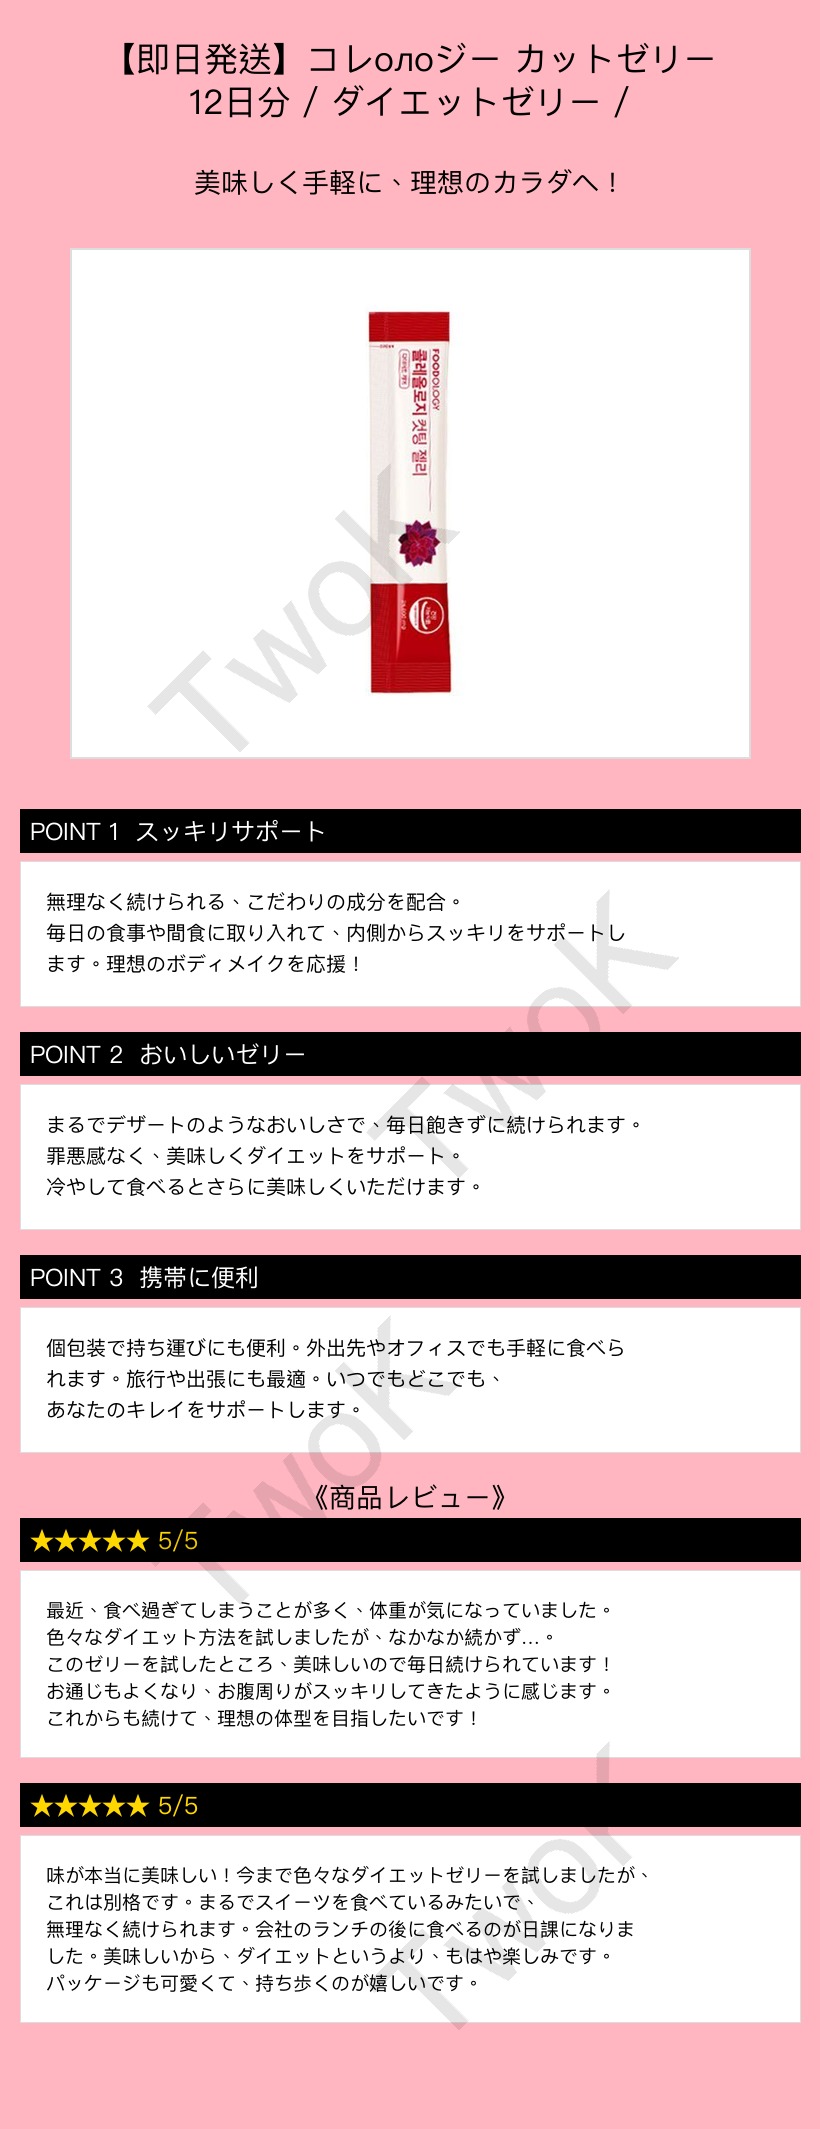 【即日発送】コレолоジー カットゼリー
12日分 / ダイエットゼリー /
美味しく手軽に、理想のカラダへ！
FOODOLOGY
콜레올로지 컷팅 젤리
TwoK
POINT 1 スッキリサポート
無理なく続けられる、こだわりの成分を配合。
毎日の食事や間食に取り入れて、内側からスッキリをサポートし
ます。理想のボディメイクを応援！
TwoK
POINT 2 おいしいゼリー
まるでデザートのようなおいしさで、毎日飽きずに続けられます。
罪悪感なく、美味しくダイエットをサポート。
冷やして食べるとさらに美味しくいただけます。
POINT 3 携帯に便利
個包装で持ち運びにも便利。外出先やオフィスでも手軽に食べら
れます。旅行や出張にも最適。いつでもどこでも、
あなたのキレイをサポートします。
TwoK
《商品レビュー》
★★★★★ 5/5
最近、食べ過ぎてしまうことが多く、体重が気になっていました。
色々なダイエット方法を試しましたが、なかなか続かず...。
このゼリーを試したところ、美味しいので毎日続けられています！
お通じもよくなり、お腹周りがスッキリしてきたように感じます。
これからも続けて、理想の体型を目指したいです！
★★★★★ 5/5
味が本当に美味しい！今まで色々なダイエットゼリーを試しましたが、
これは別格です。まるでスイーツを食べているみたいで、
無理なく続けられます。会社のランチの後に食べるのが日課になりま
した。美味しいから、ダイエットというより、もはや楽しみです。
パッケージも可愛くて、持ち歩くのが嬉しいです。
TwoK